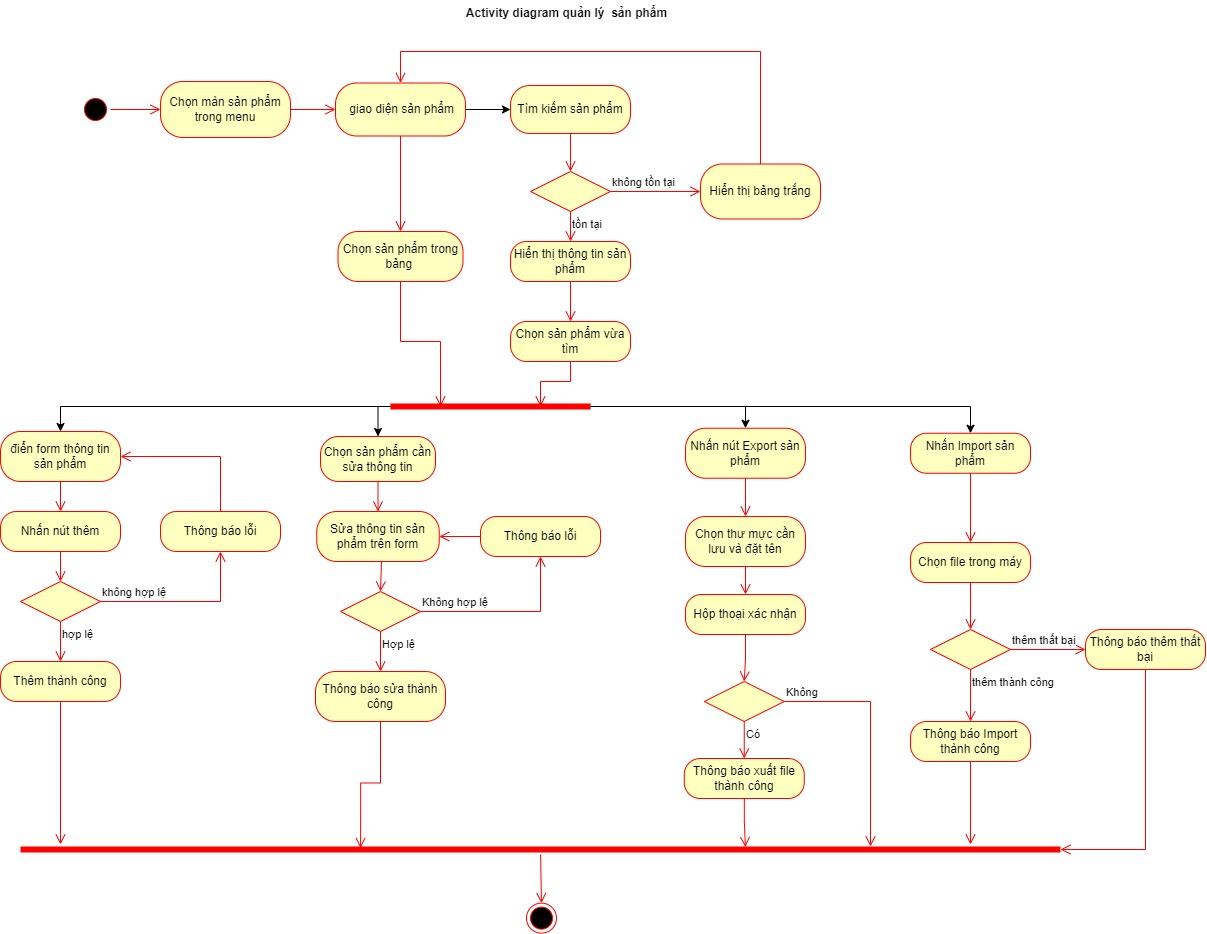 Activity diagram quản lý  sản phẩm
Chọn màn sản phẩm
trong menu
giao diện sản phẩm
Tìm kiếm sản phẩm
không tồn tại
Hiển thị bảng trắng
tồn tại
Chọn sản phẩm trong
bảng
Hiển thị thông tin sản
phẩm
Chọn sản phẩm vừa
tìm
điển form thông tin
sản phẩm
Nhấn nút thêm
Thông báo lỗi
không hợp lệ
hợp lệ
Thêm thành công
Chọn sản phẩm cần
sửa thông tin
Sửa thông tin sản
phẩm trên form
Thông báo lỗi
Không hợp lệ
Hợp lệ
Thông báo sửa thành
công
Nhấn nút Export sản
phẩm
Chọn thư mực cần
lưu và đặt tên
Hộp thoại xác nhận
Không
Có
Thông báo xuất file
thành công
Nhấn Import sản
phẩm
Chọn file trong máy
thêm thất bại
Thông báo thêm thất
bại
thêm thành công
Thông báo Import
thành công